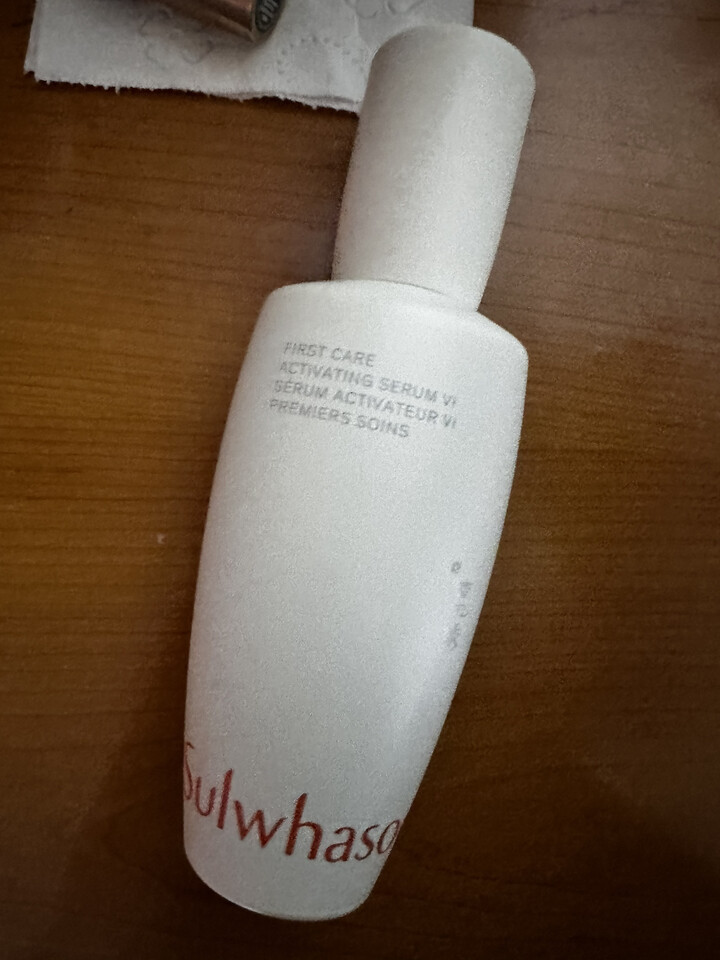 FIRST CARE
ACTIVATING SERUM VI
SÉRUM ACTIVATEUR VI
PREMIERS SOINS
Sulwhaso